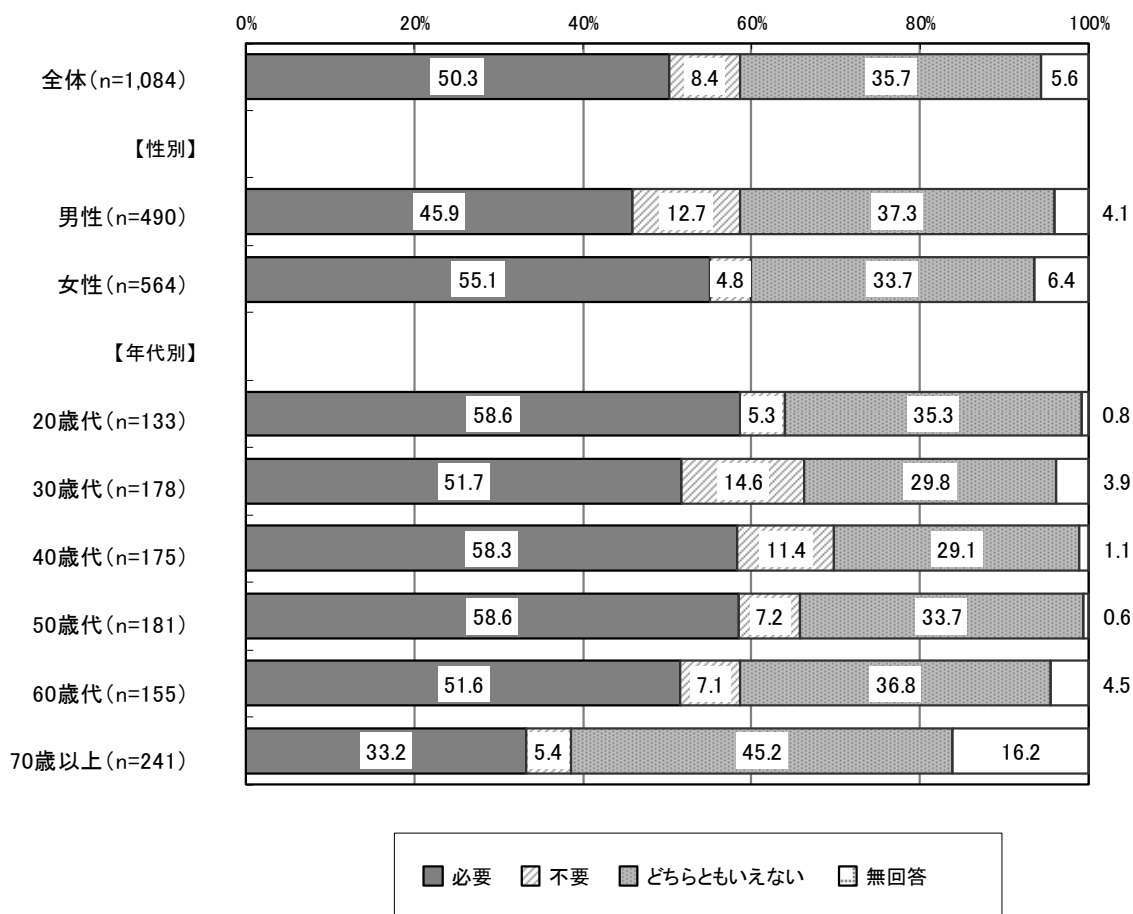 0% 20% 40% 60% 80% 100%
全体(n=1,084) 50.3 8.4 35.7 5.6
【性別】
男性(n=490) 45.9 12.7 37.3 4.1
女性(n=564) 55.1 4.8 33.7 6.4
【年代別】
20歳代(n=133) 58.6 5.3 35.3 0.8
30歳代(n=178) 51.7 14.6 29.8 3.9
40歳代(n=175) 58.3 11.4 29.1 1.1
50歳代(n=181) 58.6 7.2 33.7 0.6
60歳代(n=155) 51.6 7.1 36.8 4.5
70歳以上(n=241) 33.2 5.4 45.2 16.2
必要 不要 どちらともいえない 無回答